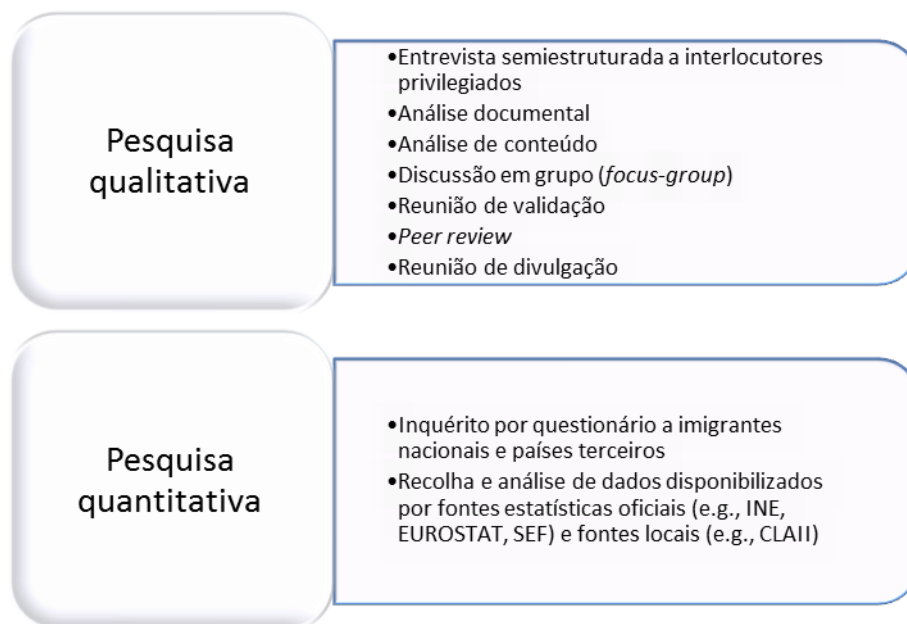 Pesquisa
qualitativa
•Entrevista semiestruturada a interlocutores
privilegiados
•Análise documental
•Análise de conteúdo
•Discussão em grupo (focus-group)
•Reunião de validação
•Peer review
•Reunião de divulgação
Pesquisa
quantitativa
•Inquérito por questionário a imigrantes
nacionais e países terceiros
•Recolha e análise de dados disponibilizados
por fontes estatísticas oficiais (e.g., INE,
EUROSTAT, SEF) e fontes locais (e.g., CLAII)